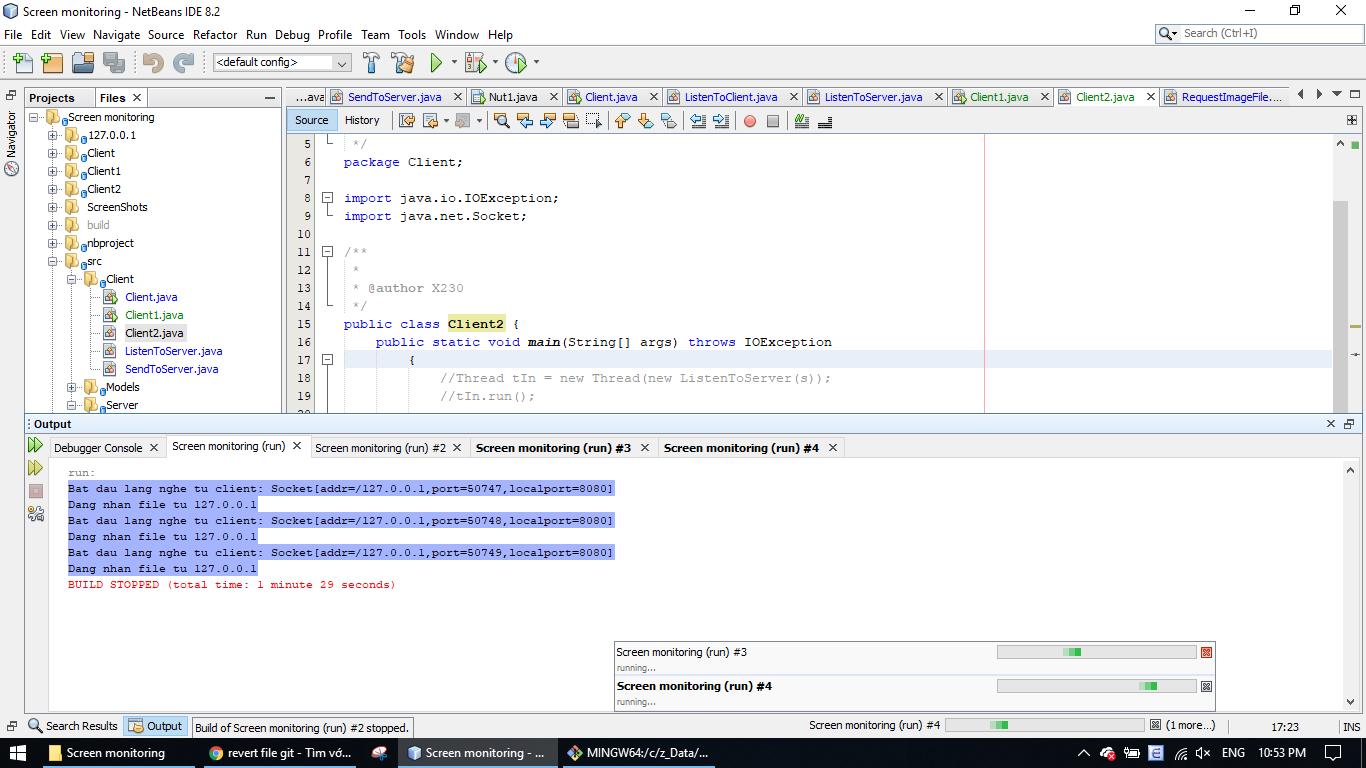 Screen monitoring - NetBeans IDE 8.2
File Edit View Navigate Source Refactor Run Debug Profile Team Tools Window Help
Search (Ctrl+I)
<default config>
Projects Files
...ava SendToServer.java Nut1.java Client.java ListenToClient.java ListenToServer.java Client1.java Client2.java RequestImageFile....
Navigator
Source History
Screen monitoring
127.0.0.1
Client
Client1
Client2
ScreenShots
build
nbproject
src
Client
Client.java
Client1.java
Client2.java
ListenToServer.java
SendToServer.java
Models
Server
5 */
6 package Client;
7
8 import java.io.IOException;
9 import java.net.Socket;
10
11 /**
12 *
13 * @author X230
14 */
15 public class Client2 {
16 public static void main(String[] args) throws IOException
17 {
18 //Thread tIn = new Thread(new ListenToServer(s));
19 //tIn.run();
Output
Debugger Console Screen monitoring (run) Screen monitoring (run) #2 Screen monitoring (run) #3 Screen monitoring (run) #4
run:
Bat dau lang nghe tu client: Socket[addr=/127.0.0.1,port=50747,localport=8080]
Dang nhan file tu 127.0.0.1
Bat dau lang nghe tu client: Socket[addr=/127.0.0.1,port=50748,localport=8080]
Dang nhan file tu 127.0.0.1
Bat dau lang nghe tu client: Socket[addr=/127.0.0.1,port=50749,localport=8080]
Dang nhan file tu 127.0.0.1
BUILD STOPPED (total time: 1 minute 29 seconds)
Screen monitoring (run) #3
running...
Screen monitoring (run) #4
running...
Search Results Output Build of Screen monitoring (run) #2 stopped. Screen monitoring (run) #4 (1 more...) 17:23 INS
Screen monitoring revert file git - Tìm vớ... Screen monitoring - ... MINGW64:/c/z_Data/... ENG 10:53 PM